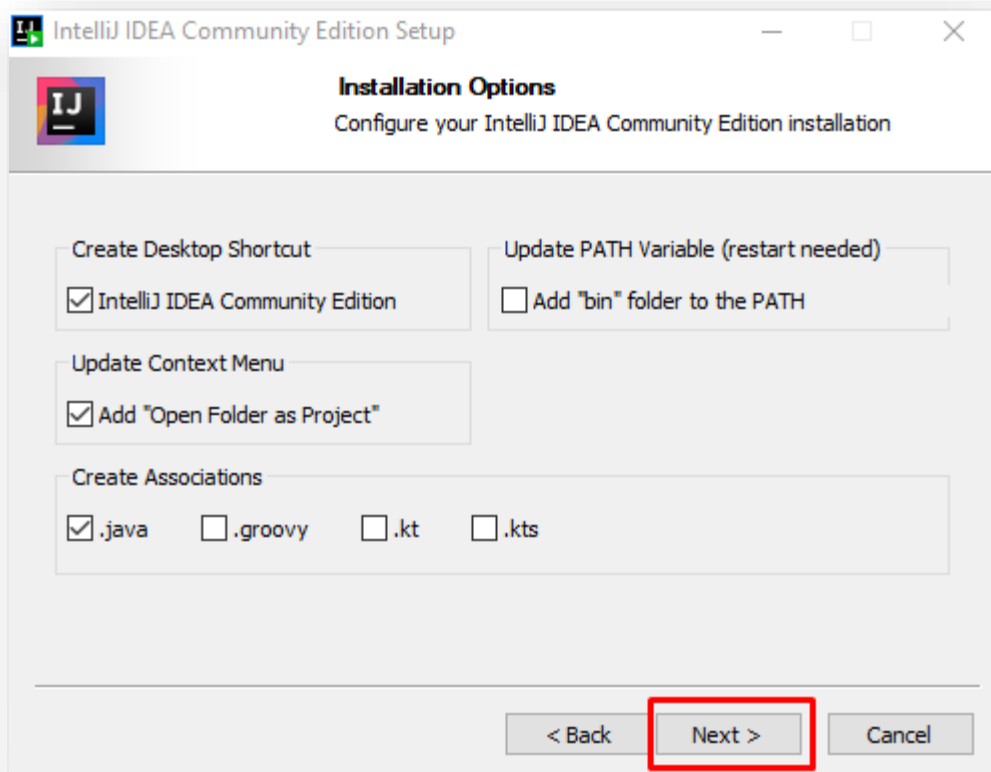 IntelliJ IDEA Community Edition Setup
IJ
Installation Options
Configure your IntelliJ IDEA Community Edition installation
Create Desktop Shortcut
IntelliJ IDEA Community Edition
Update PATH Variable (restart needed)
Add "bin" folder to the PATH
Update Context Menu
Add "Open Folder as Project"
Create Associations
.java .groovy .kt .kts
< Back Next > Cancel